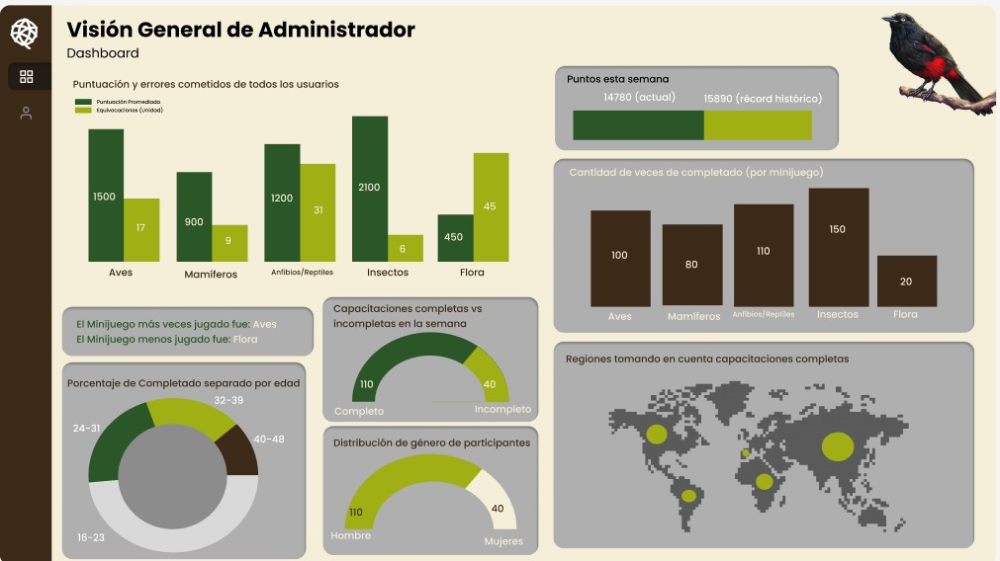 Visión General de Administrador
Dashboard
Puntuación y errores cometidos de todos los usuarios
Puntuación Promediada
Equivocaciones (Unidad)
1500
17
900
9
1200
31
2100
6
450
45
Aves
Mamíferos
Anfibios/Reptiles
Insectos
Flora
Puntos esta semana
14780 (actual)
15890 (récord histórico)
Cantidad de veces de completado (por minijuego)
100
80
110
150
20
Aves
Mamíferos
Anfibios/Reptiles
Insectos
Flora
El Minijuego más veces jugado fue: Aves
El Minijuego menos jugado fue: Flora
Capacitaciones completas vs
incompletas en la semana
110
40
Completo
Incompleto
Porcentaje de Completado separado por edad
32-39
24-31
40-48
16-23
Distribución de género de participantes
110
40
Hombre
Mujeres
Regiones tomando en cuenta capacitaciones completas